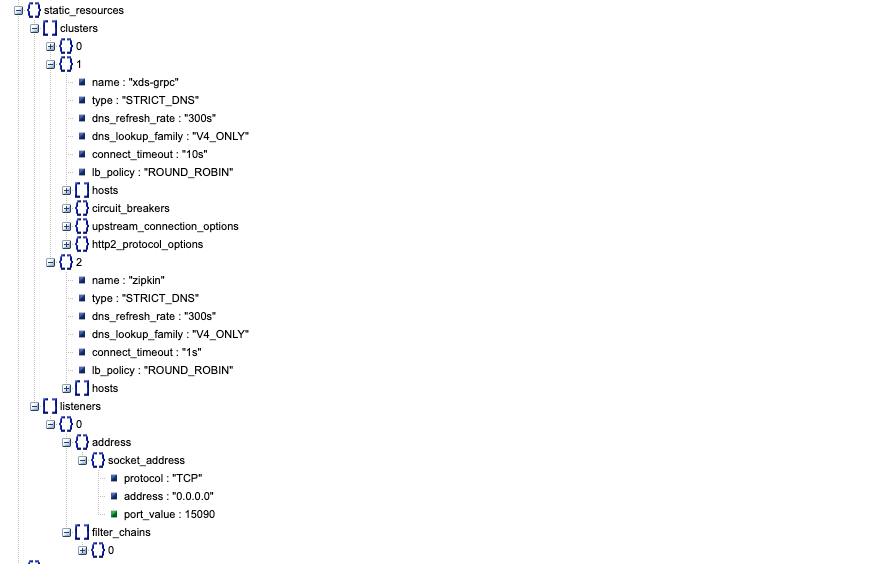 static_resources
clusters
0
1
name : "xds-grpc"
type : "STRICT_DNS"
dns_refresh_rate : "300s"
dns_lookup_family : "V4_ONLY"
connect_timeout : "10s"
lb_policy : "ROUND_ROBIN"
hosts
circuit_breakers
upstream_connection_options
http2_protocol_options
2
name : "zipkin"
type : "STRICT_DNS"
dns_refresh_rate : "300s"
dns_lookup_family : "V4_ONLY"
connect_timeout : "1s"
lb_policy : "ROUND_ROBIN"
hosts
listeners
0
address
socket_address
protocol : "TCP"
address : "0.0.0.0"
port_value : 15090
filter_chains
0